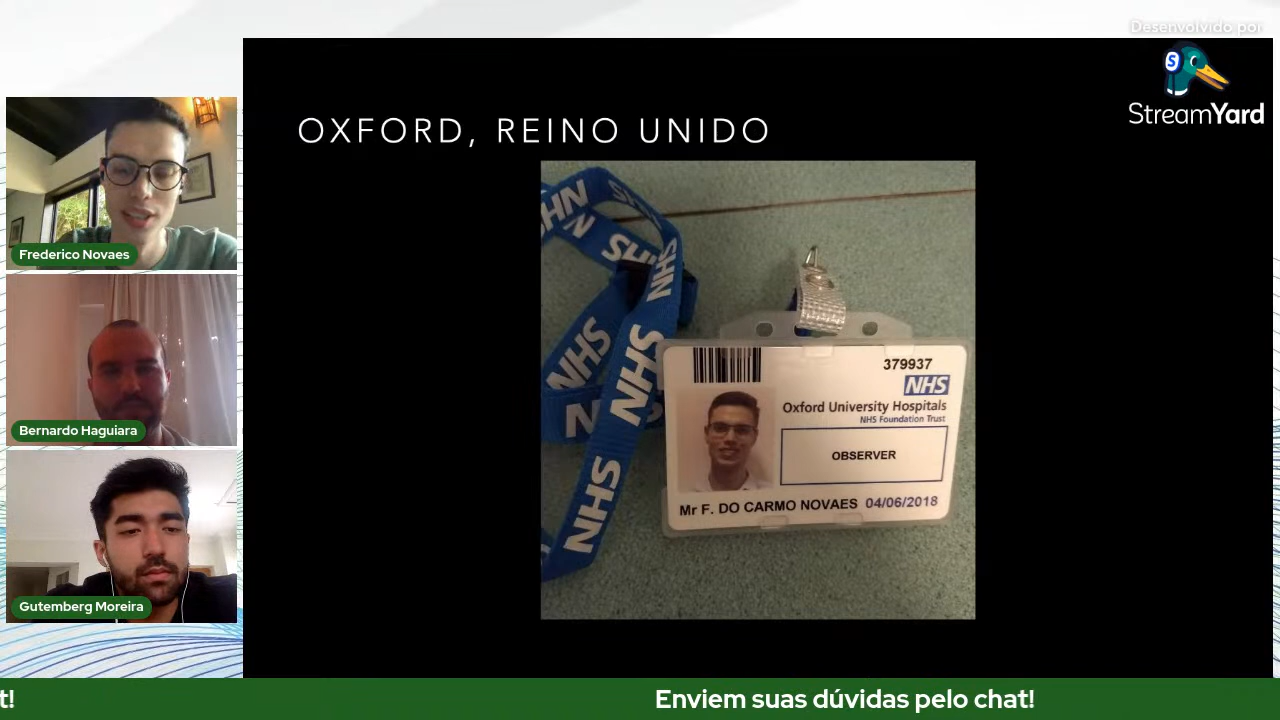 Desenvolvido por
StreamYard
OXFORD, REINO UNIDO
Frederico Novaes
Bernardo Haguiara
Gutemberg Moreira
NHS
NHS
NHS
NHS
NHS
379937
NHS
Oxford University Hospitals
NHS Foundation Trust
OBSERVER
Mr F. DO CARMO NOVAES 04/06/2018
t!
Enviem suas dúvidas pelo chat!